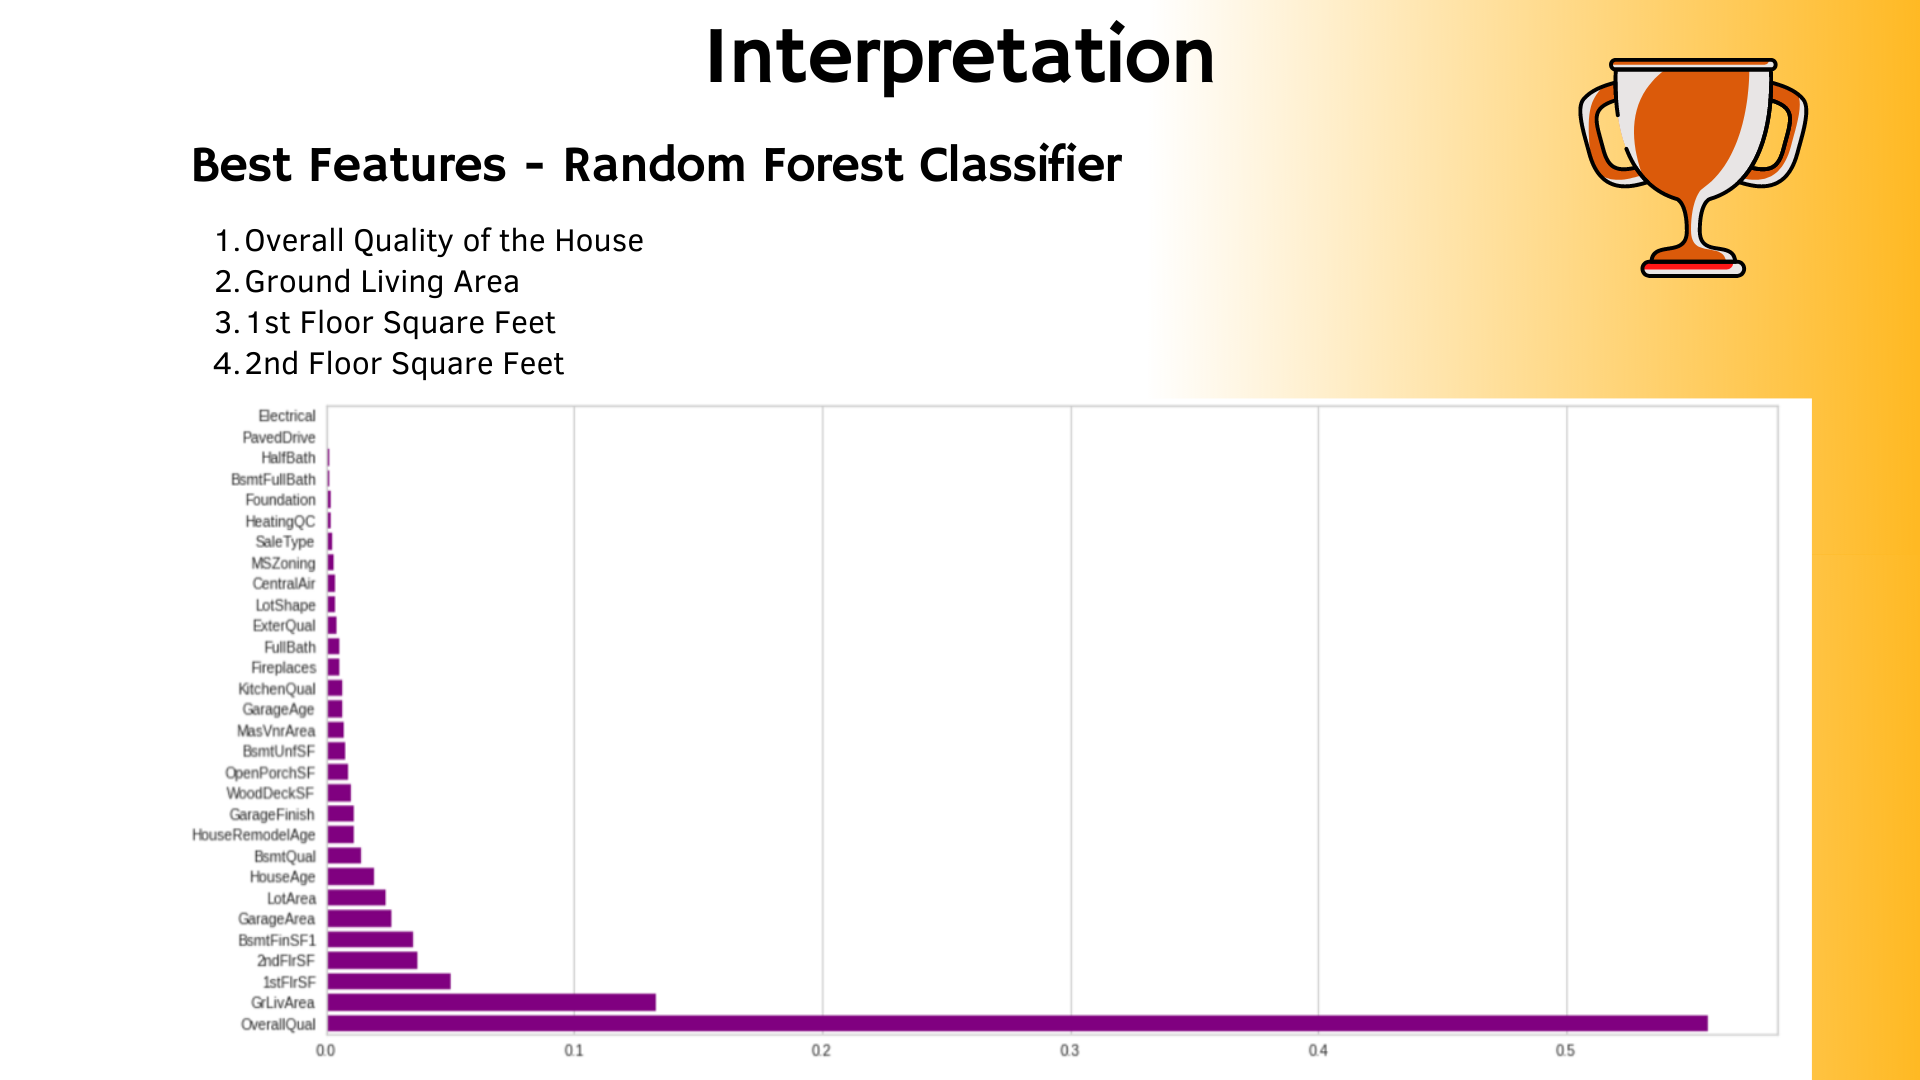 Interpretation
Best Features - Random Forest Classifier
1. Overall Quality of the House
2. Ground Living Area
3. 1st Floor Square Feet
4. 2nd Floor Square Feet
Electrical
PavedDrive
HalfBath
BsmtFullBath
Foundation
HeatingQC
SaleType
MSZoning
CentralAir
LotShape
ExterQual
FullBath
Fireplaces
KitchenQual
GarageAge
MasVnrArea
BsmtUnfSF
OpenPorchSF
WoodDeckSF
GarageFinish
HouseRemodelAge
BsmtQual
HouseAge
LotArea
GarageArea
BsmtFinSF1
2ndFlrSF
1stFlrSF
GrLivArea
OverallQual
0.0 0.1 0.2 0.3 0.4 0.5